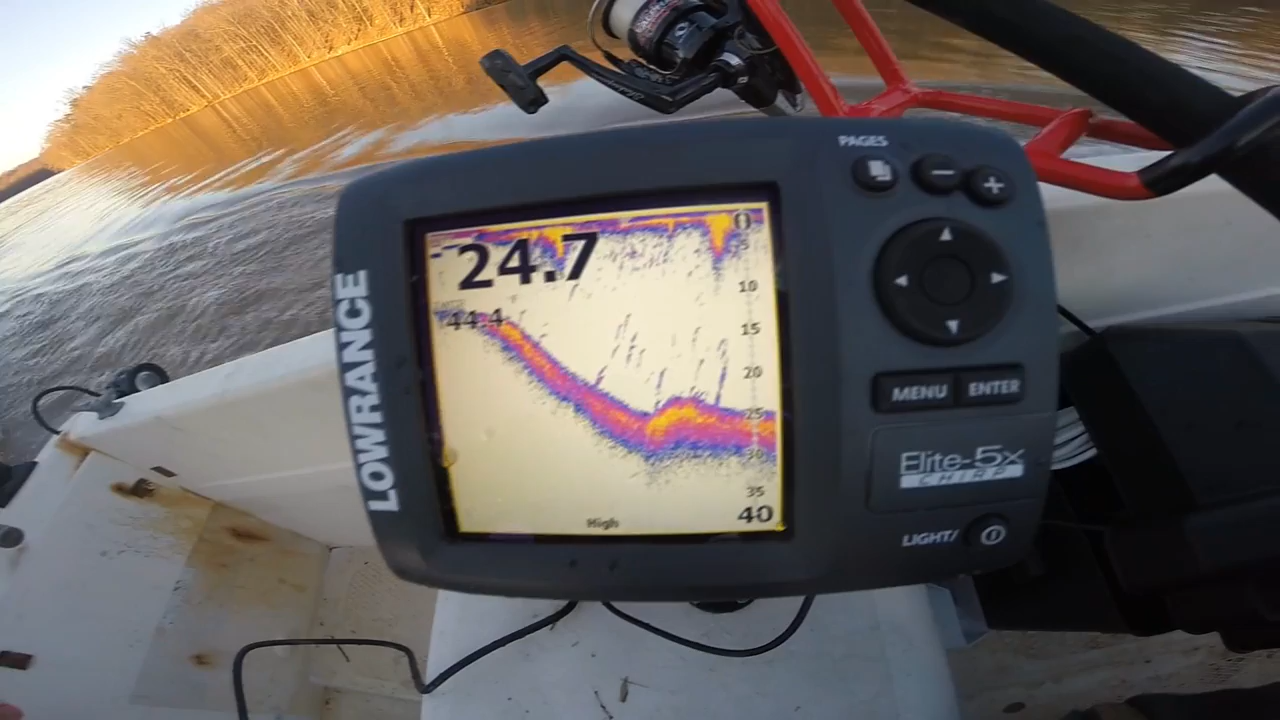 PAGES
24.7
44.4
0
5
10
15
20
25
30
35
40
High
LOWRANCE
MENU
ENTER
Elite-5x
CHIRP
LIGHT/